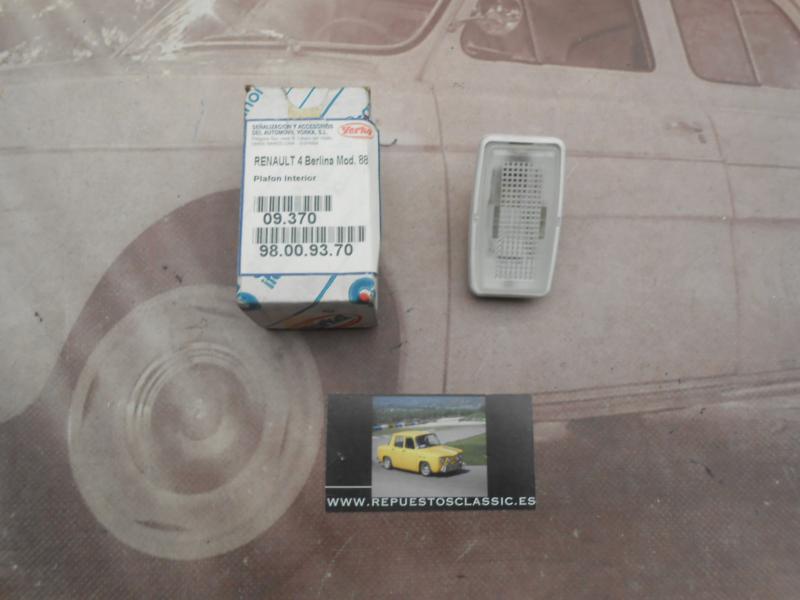 SEÑALIZACION Y ACCESORIOS
DEL AUTOMOVIL YORKA, S.L.
Yorka
RENAULT 4 Berlina Mod. 88
Plafon Interior
09.370
98.00.93.70
WWW.REPUESTOSCLASSIC.ES